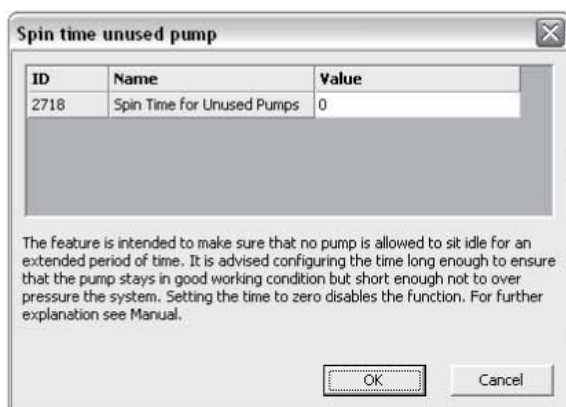 Spin time unused pump
ID Name Value
2718 Spin Time for Unused Pumps 0
The feature is intended to make sure that no pump is allowed to sit idle for an
extended period of time. It is advised configuring the time long enough to ensure
that the pump stays in good working condition but short enough not to over
pressure the system. Setting the time to zero disables the function. For further
explanation see Manual.
OK Cancel